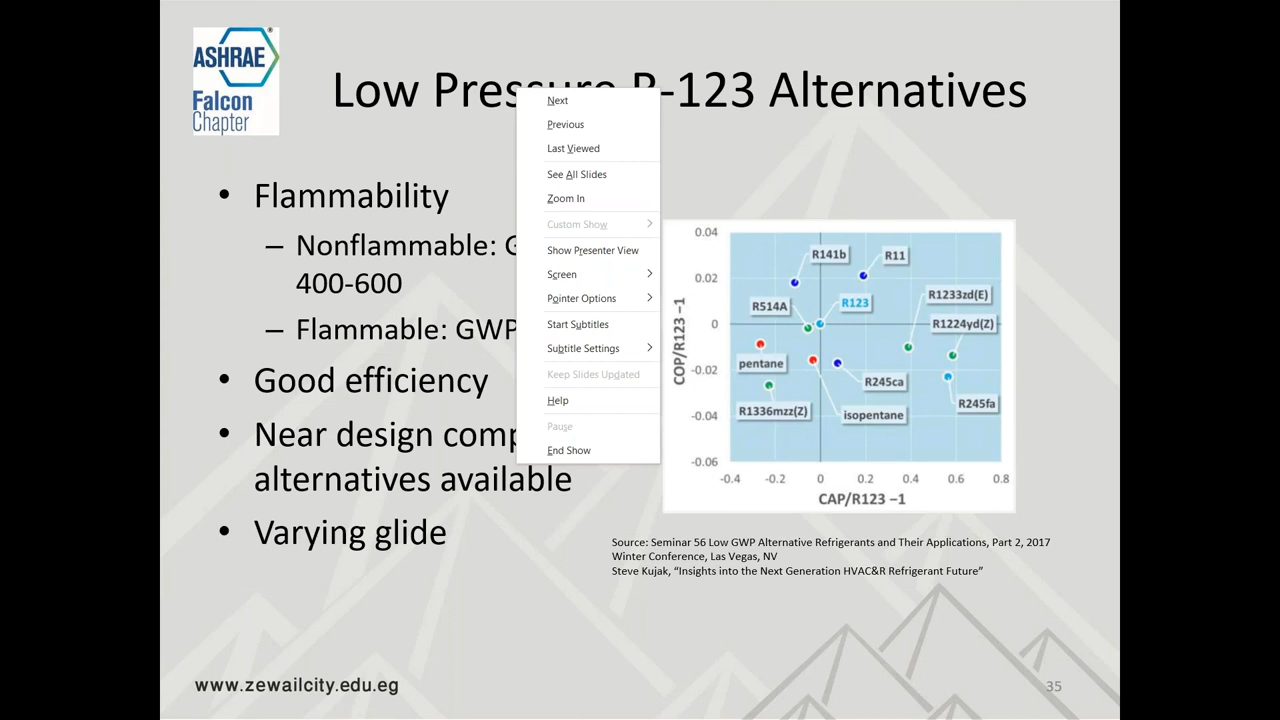 ASHRAE
Falcon
Chapter
Low Pressure R-123 Alternatives
• Flammability
– Nonflammable:
400-600
– Flammable: GWP
• Good efficiency
• Near design
alternatives available
• Varying glide
Next
Previous
Last Viewed
See All Slides
Zoom In
Custom Show
Show Presenter View
Screen
Pointer Options
Start Subtitles
Subtitle Settings
Keep Slides Updated
Help
Pause
End Show
COP/R123 –1
0.04
0.02
0
-0.02
-0.04
-0.06
R141b
R11
R514A
R123
R1233zd(E)
R1224yd(Z)
pentane
R245ca
R1336mzz(Z)
isopentane
R245fa
-0.4 -0.2 0 0.2 0.4 0.6 0.8
CAP/R123 –1
Source: Seminar 56 Low GWP Alternative Refrigerants and Their Applications, Part 2, 2017
Winter Conference, Las Vegas, NV
Steve Kujak, “Insights into the Next Generation HVAC&R Refrigerant Future”
www.zewailcity.edu.eg
35